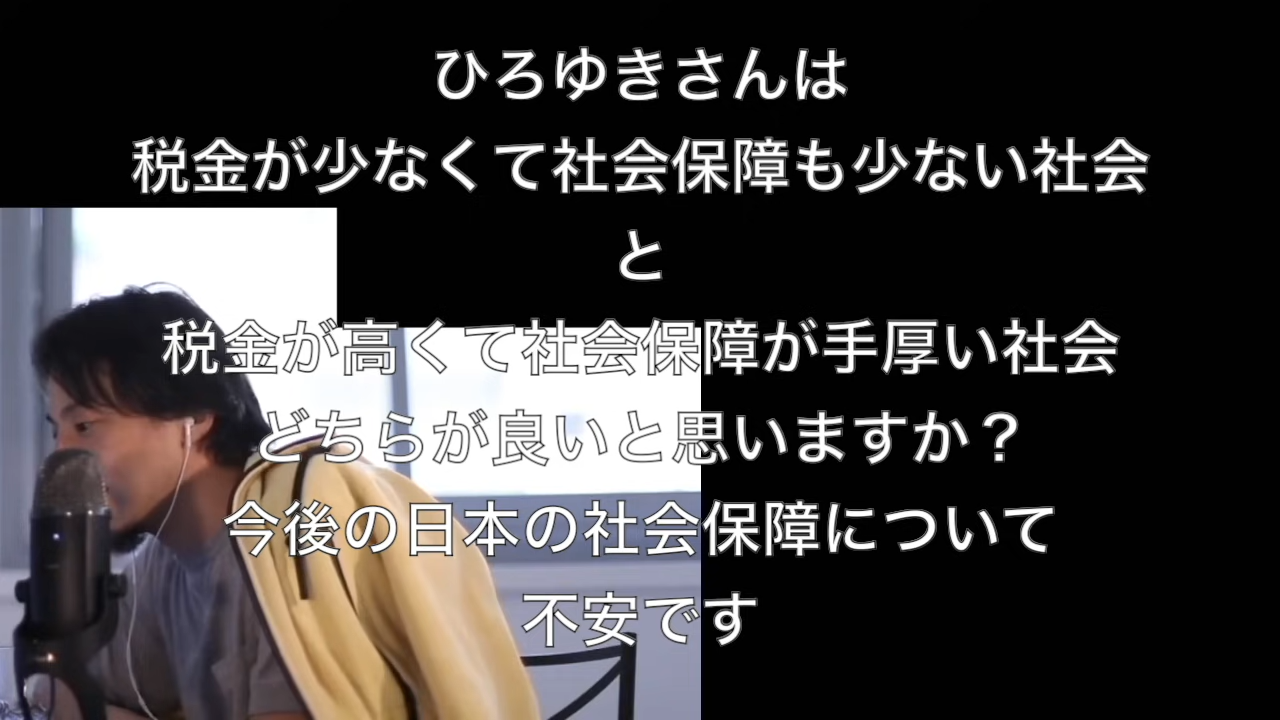 ひろゆきさんは
税金が少なくて社会保障も少ない社会
と
税金が高くて社会保障が手厚い社会
どちらが良いと思いますか？
今後の日本の社会保障について
不安です